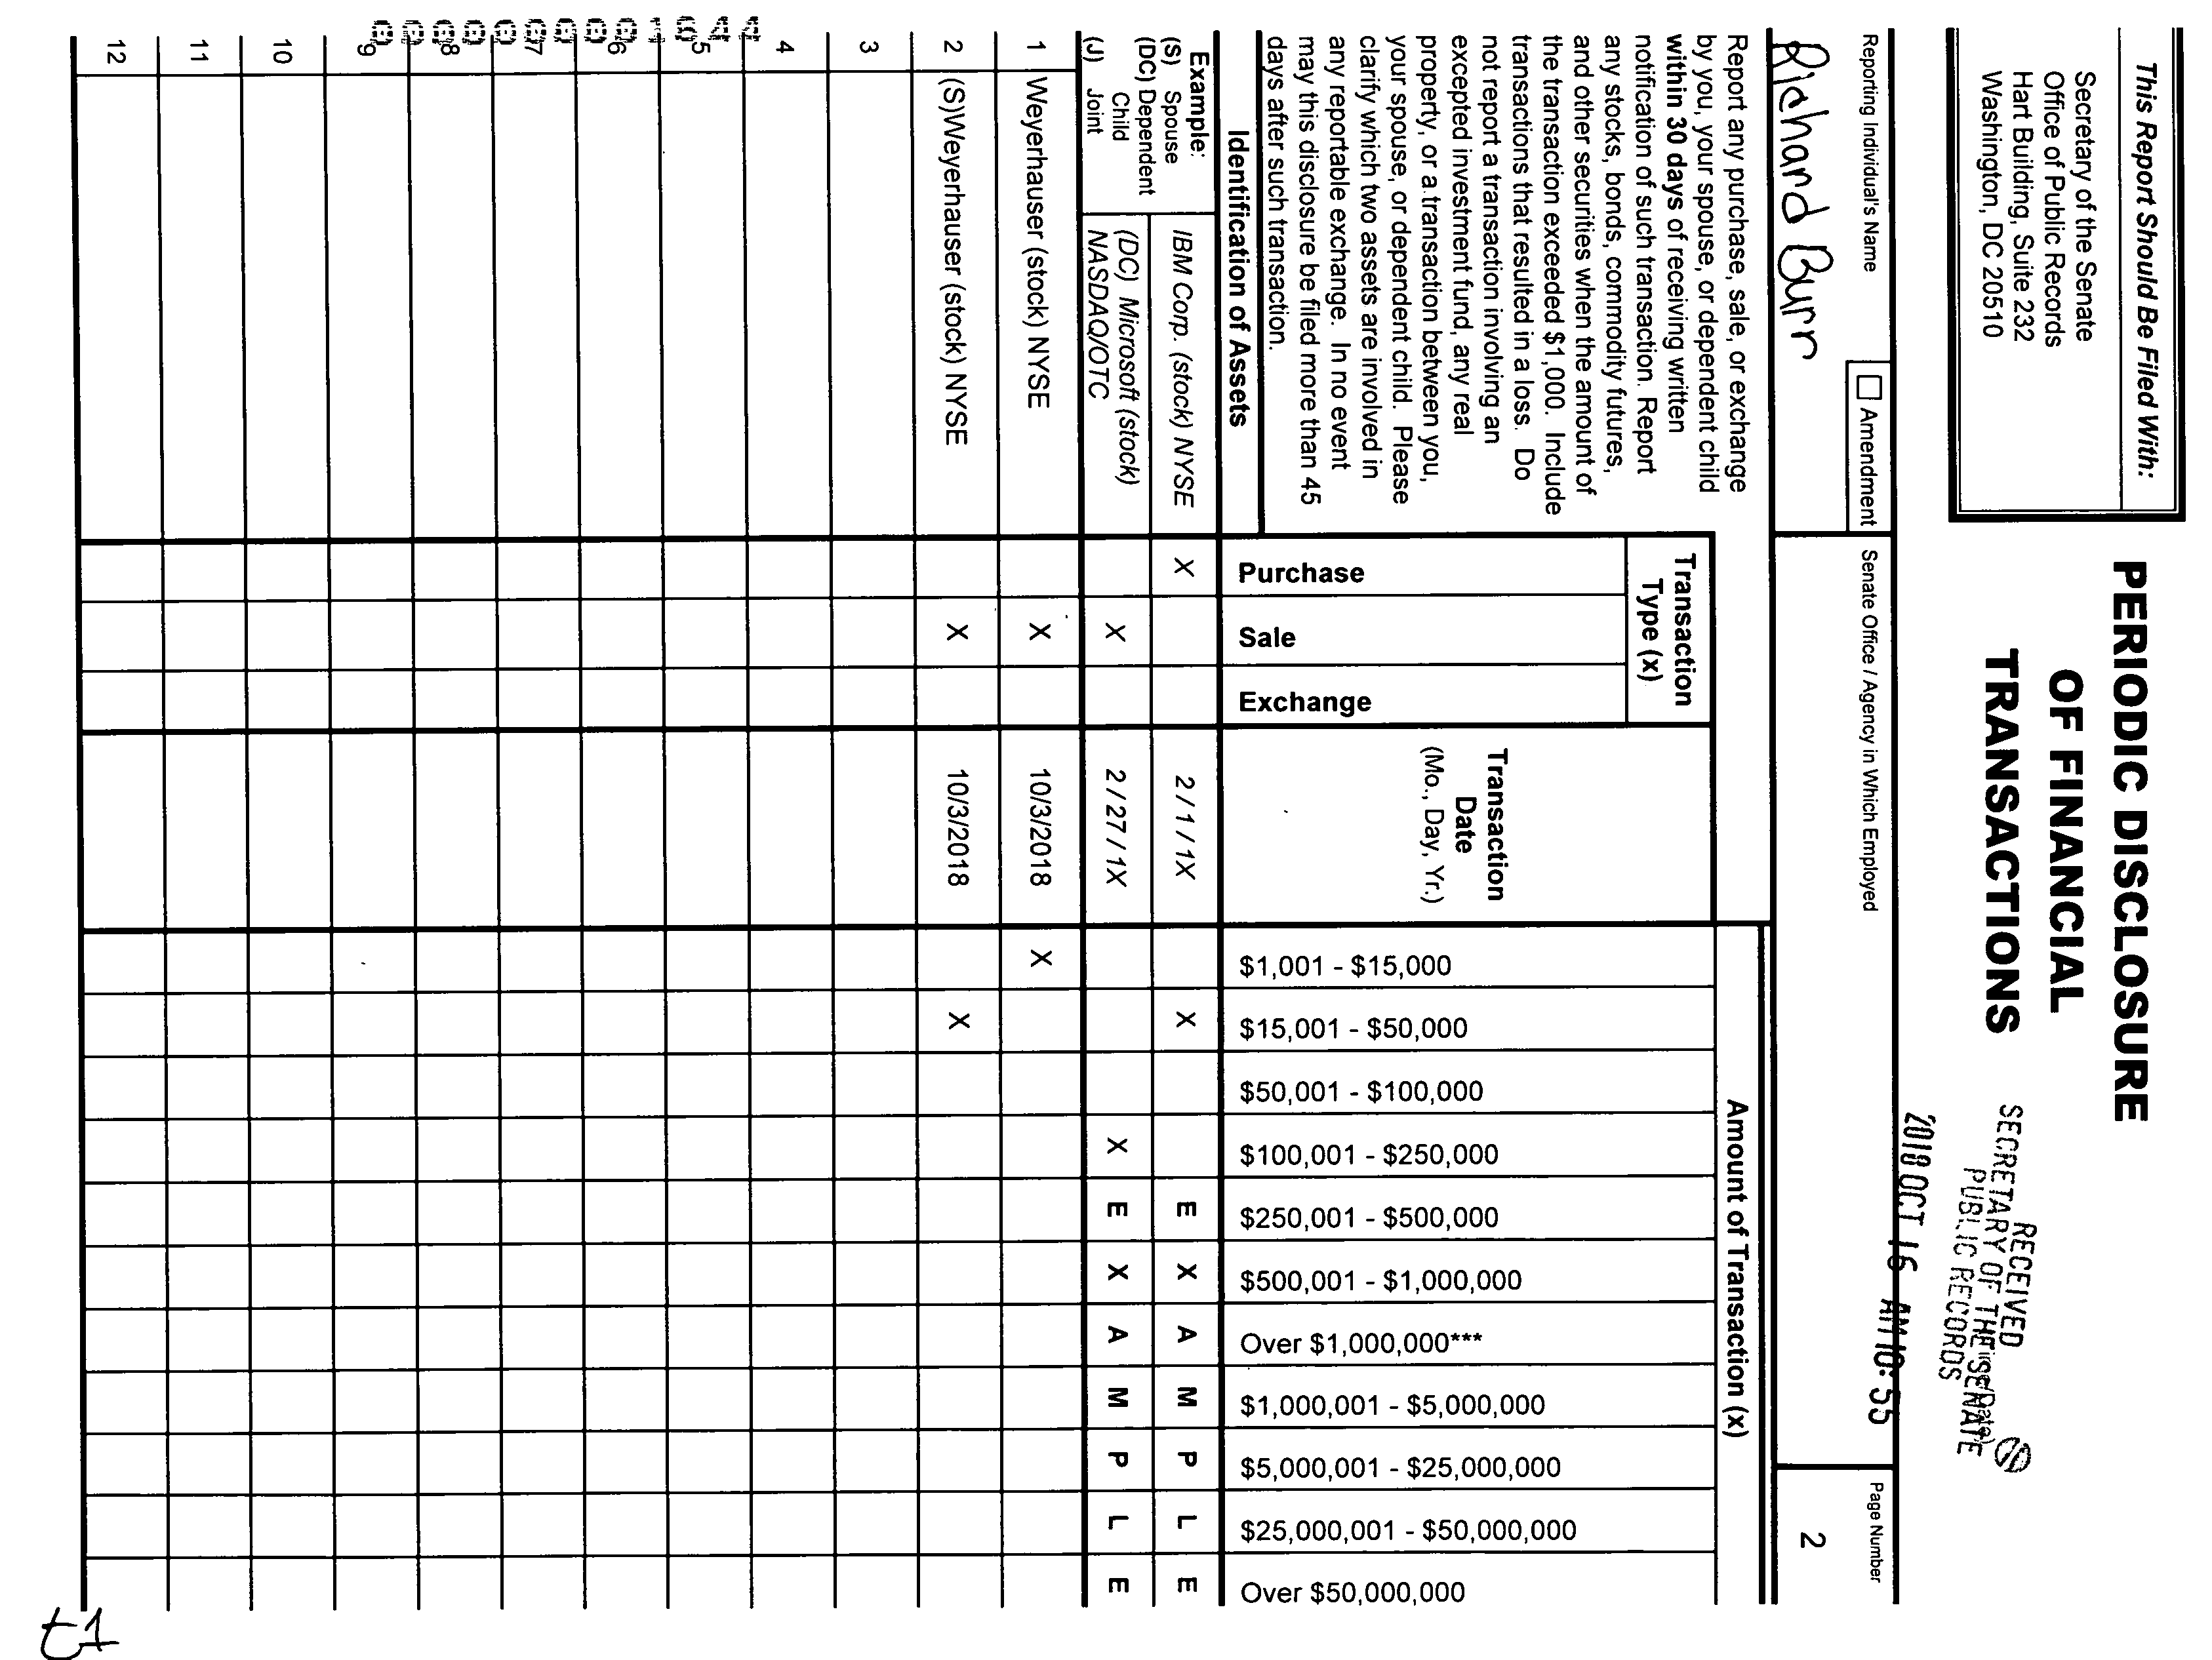 This Report Should Be Filed With:
Secretary of the Senate
Office of Public Records
Hart Building, Suite 232
Washington, DC 20510
PERIODIC DISCLOSURE
OF FINANCIAL
TRANSACTIONS
RECEIVED
SECRETARY OF THE SENATE
PUBLIC RECORDS
2018 OCT 16 AM 10: 55
Reporting Individual's Name
Richard Burr
Amendment
Senate Office / Agency in Which Employed
Page Number
2
Report any purchase, sale, or exchange
by you, your spouse, or dependent child
within 30 days of receiving written
notification of such transaction. Report
any stocks, bonds, commodity futures,
and other securities when the amount of
the transaction exceeded $1,000. Include
transactions that resulted in a loss. Do
not report a transaction involving an
excepted investment fund, any real
property, or a transaction between you,
your spouse, or dependent child. Please
clarify which two assets are involved in
any reportable exchange. In no event
may this disclosure be filed more than 45
days after such transaction.
Transaction
Type (x)
Transaction
Date
(Mo., Day, Yr.)
Amount of Transaction (x)
Identification of Assets
Purchase
Sale
Exchange
$1,001 - $15,000
$15,001 - $50,000
$50,001 - $100,000
$100,001 - $250,000
$250,001 - $500,000
$500,001 - $1,000,000
Over $1,000,000***
$1,000,001 - $5,000,000
$5,000,001 - $25,000,000
$25,000,001 - $50,000,000
Over $50,000,000
Example:
(S) Spouse
(DC) Dependent
Child
(J) Joint
IBM Corp. (stock) NYSE X 2 / 1 / 1X X E X A M P L E
(DC) Microsoft (stock)
NASDAQ/OTC X 2 / 27 / 1X X E X A M P L E
1 Weyerhauser (stock) NYSE X 10/3/2018 X
2 (S)Weyerhauser (stock) NYSE X 10/3/2018 X
3
4
5
6
7
8
9
10
11
12